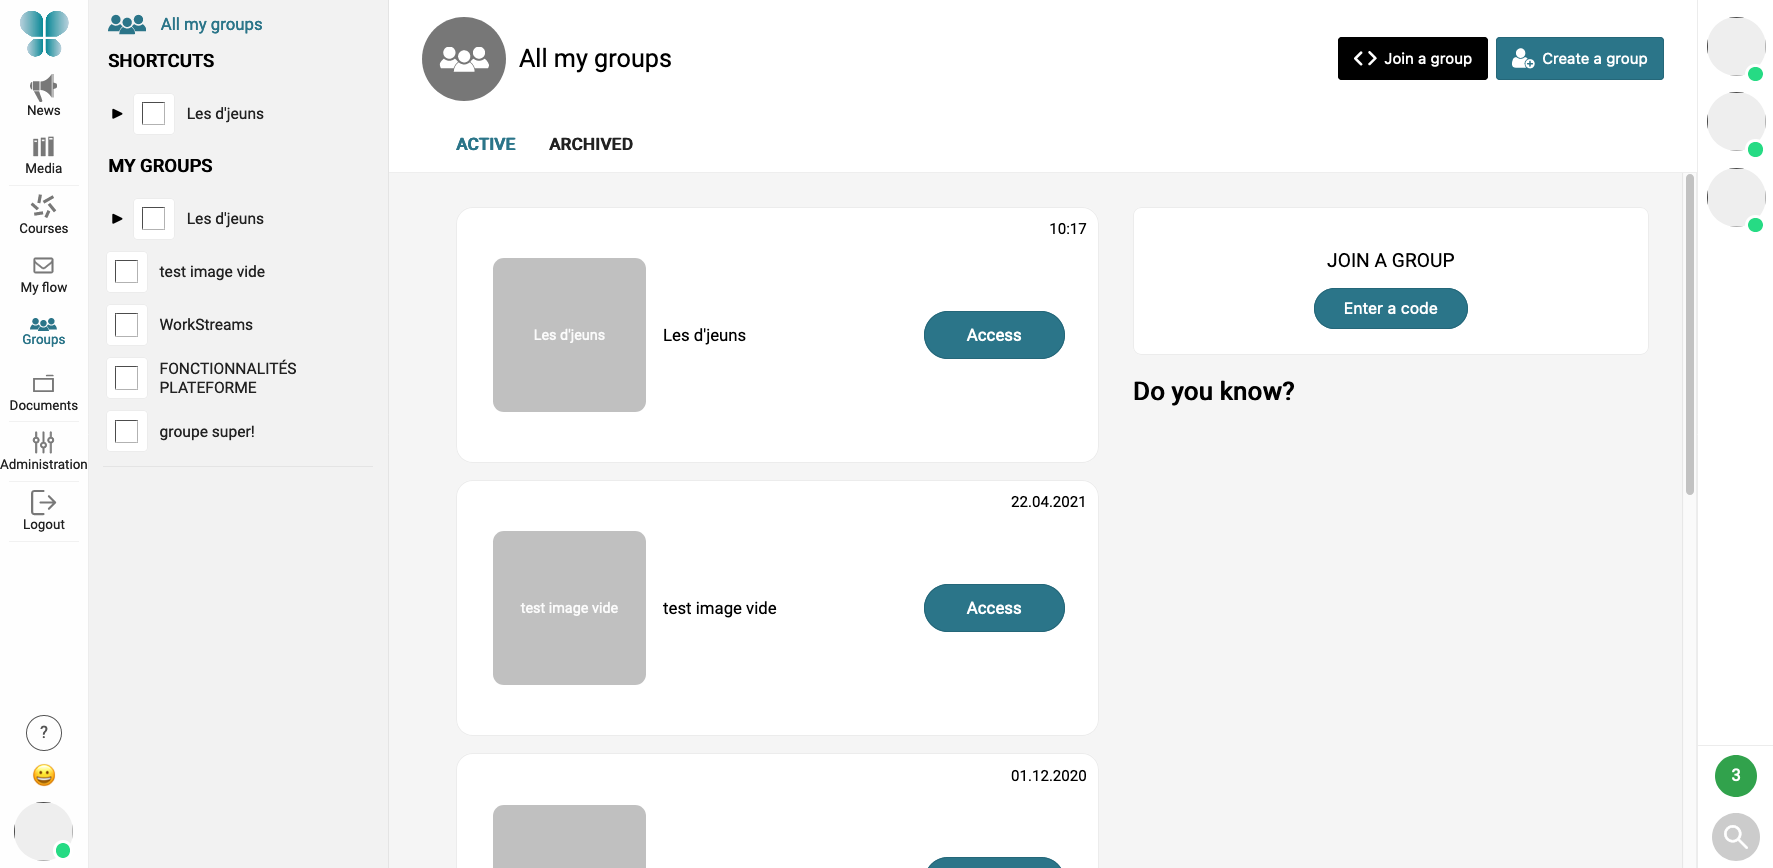 News
Media
Courses
My flow
Groups
Documents
Administration
Logout
?
All my groups
SHORTCUTS
Les d'jeuns
MY GROUPS
Les d'jeuns
test image vide
WorkStreams
FONCTIONNALITÉS
PLATEFORME
groupe super!
All my groups
Join a group
Create a group
ACTIVE
ARCHIVED
10:17
Les d'jeuns
Les d'jeuns
Access
22.04.2021
test image vide
test image vide
Access
01.12.2020
JOIN A GROUP
Enter a code
Do you know?
3